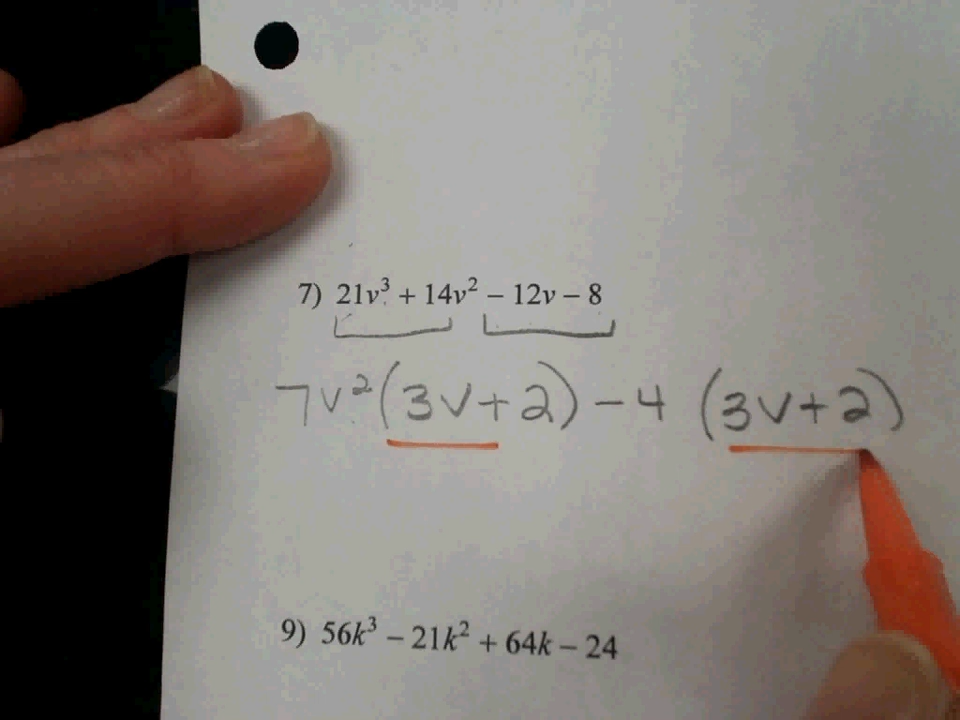 7) 21v³ + 14v² − 12v − 8
7v²(3v+2) − 4 (3v+2)
9) 56k³ − 21k² + 64k − 24